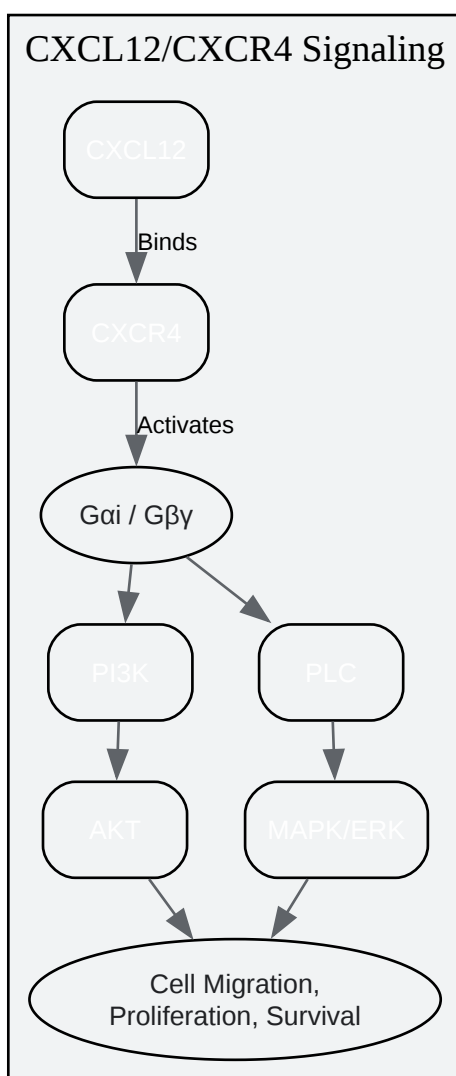 CXCL12/CXCR4 Signaling
CXCL12
Binds
CXCR4
Activates
Gαi / Gβγ
PI3K
PLC
AKT
MAPK/ERK
Cell Migration,
Proliferation, Survival